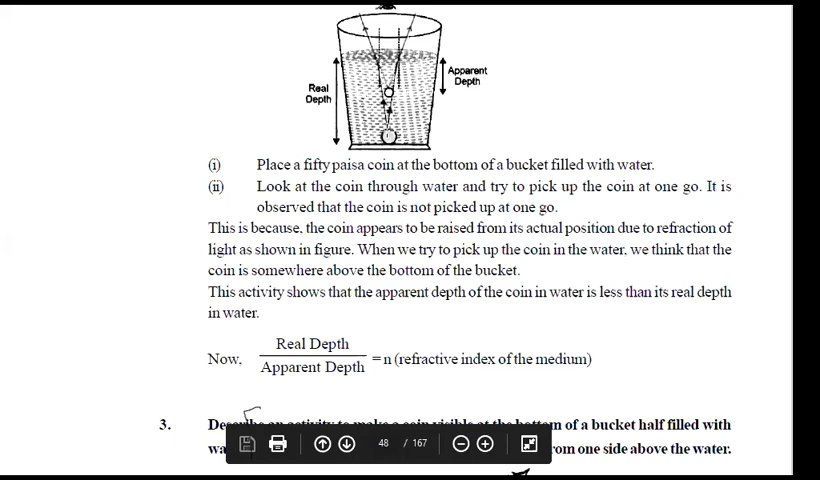 Real
Depth
Apparent
Depth
(i) Place a fifty paisa coin at the bottom of a bucket filled with water.
(ii) Look at the coin through water and try to pick up the coin at one go. It is
observed that the coin is not picked up at one go.
This is because, the coin appears to be raised from its actual position due to refraction of
light as shown in figure. When we try to pick up the coin in the water, we think that the
coin is somewhere above the bottom of the bucket.
This activity shows that the apparent depth of the coin in water is less than its real depth
in water.
Now, Real Depth
Apparent Depth
= n (refractive index of the medium)
3. Describe an activity to make a coin visible at the bottom of a bucket half filled with
wa
rom one side above the water.
48 / 167